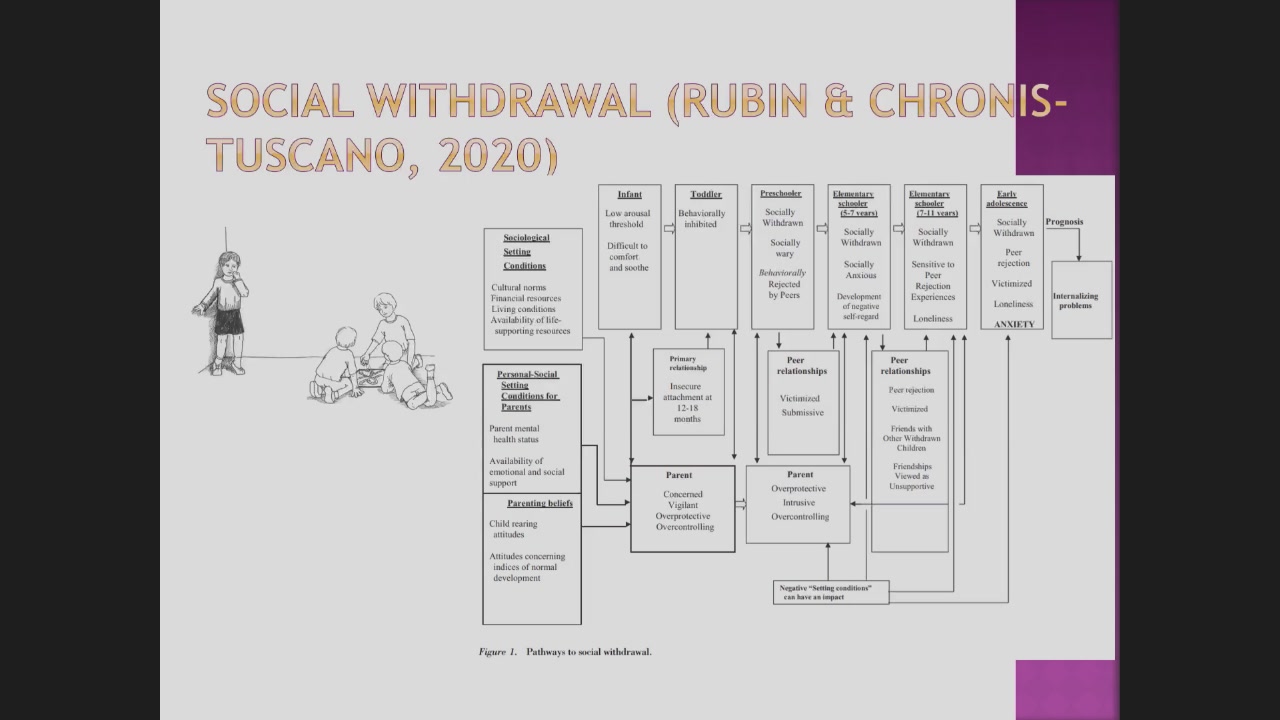 SOCIAL WITHDRAWAL (RUBIN & CHRONIS-
TUSCANO, 2020)
Sociological
Setting
Conditions
Cultural norms
Financial resources
Living conditions
Availability of life-
supporting resources
Personal-Social
Setting
Conditions for
Parents
Parent mental
health status
Availability of
emotional and social
support
Parenting beliefs
Child rearing
attitudes
Attitudes concerning
indices of normal
development
Infant
Low arousal
threshold
Difficult to
comfort
and soothe
Toddler
Behaviorally
inhibited
Preschooler
Socially
Withdrawn
Socially
wary
Behaviorally
Rejected
by Peers
Elementary
schooler
(5-7 years)
Socially
Withdrawn
Socially
Anxious
Development
of negative
self-regard
Elementary
schooler
(7-11 years)
Socially
Withdrawn
Sensitive to
Peer
Rejection
Experiences
Loneliness
Early
adolescence
Socially
Withdrawn
Peer
rejection
Victimized
Loneliness
ANXIETY
Prognosis
Internalizing
problems
Primary
relationship
Insecure
attachment at
12-18
months
Peer
relationships
Victimized
Submissive
Peer
relationships
Peer rejection
Victimized
Friends with
Other Withdrawn
Children
Friendships
Viewed as
Unsupportive
Parent
Concerned
Vigilant
Overprotective
Overcontrolling
Parent
Overprotective
Intrusive
Overcontrolling
Negative "Setting conditions"
can have an impact
Figure 1. Pathways to social withdrawal.